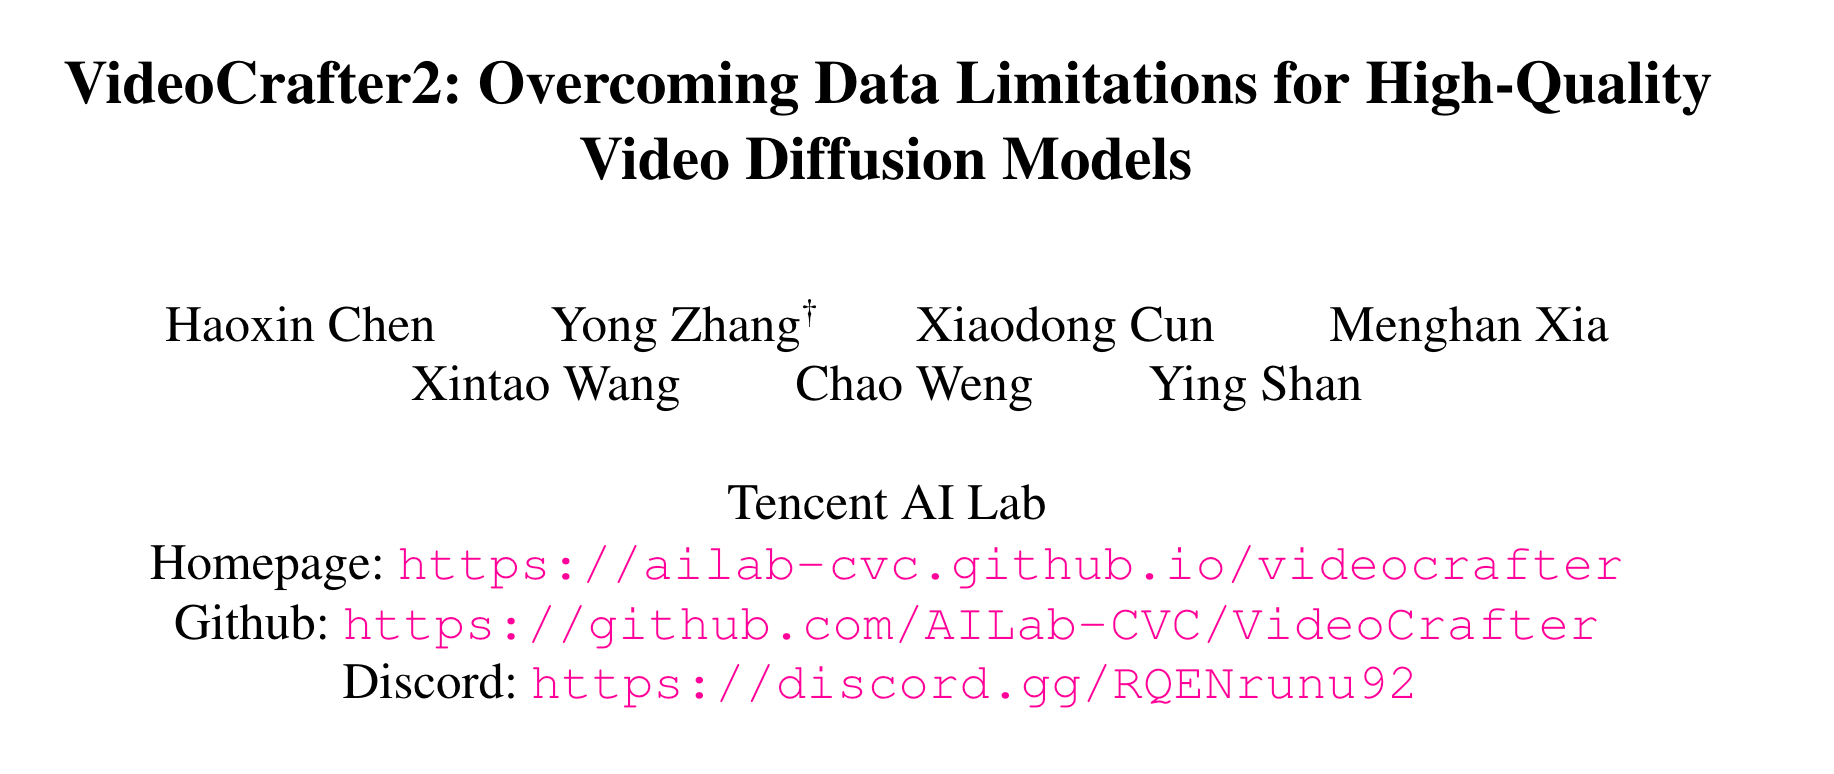 VideoCrafter2: Overcoming Data Limitations for High-Quality
Video Diffusion Models
Haoxin Chen Yong Zhang† Xiaodong Cun Menghan Xia
Xintao Wang Chao Weng Ying Shan
Tencent AI Lab
Homepage: https://ailab-cvc.github.io/videocrafter
Github: https://github.com/AILab-CVC/VideoCrafter
Discord: https://discord.gg/RQENrunu92